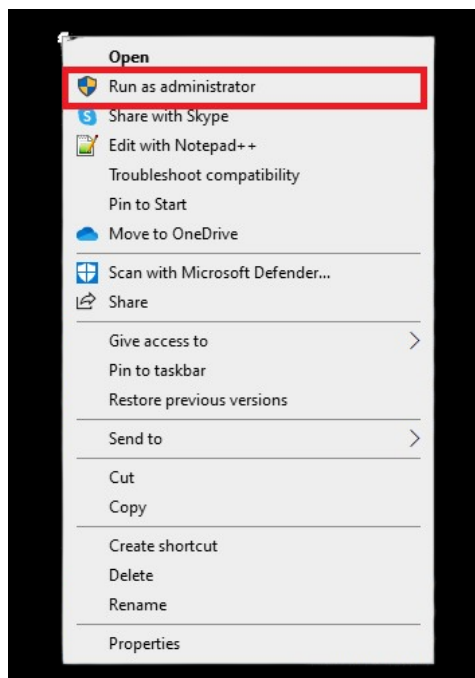 Open
Run as administrator
Share with Skype
Edit with Notepad++
Troubleshoot compatibility
Pin to Start
Move to OneDrive
Scan with Microsoft Defender...
Share
Give access to
Pin to taskbar
Restore previous versions
Send to
Cut
Copy
Create shortcut
Delete
Rename
Properties